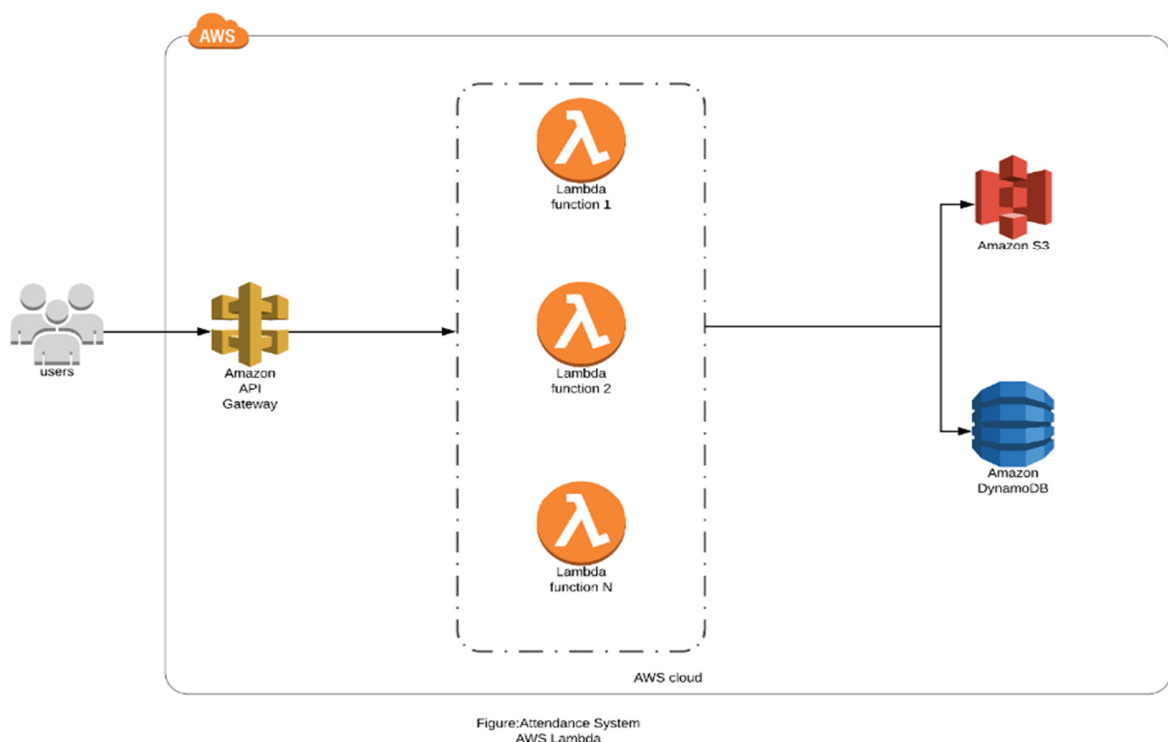 AWS
Lambda
function 1
Amazon S3
users
Amazon
API
Gateway
Lambda
function 2
Amazon
DynamoDB
Lambda
function N
AWS cloud
Figure:Attendance System
AWS Lambda